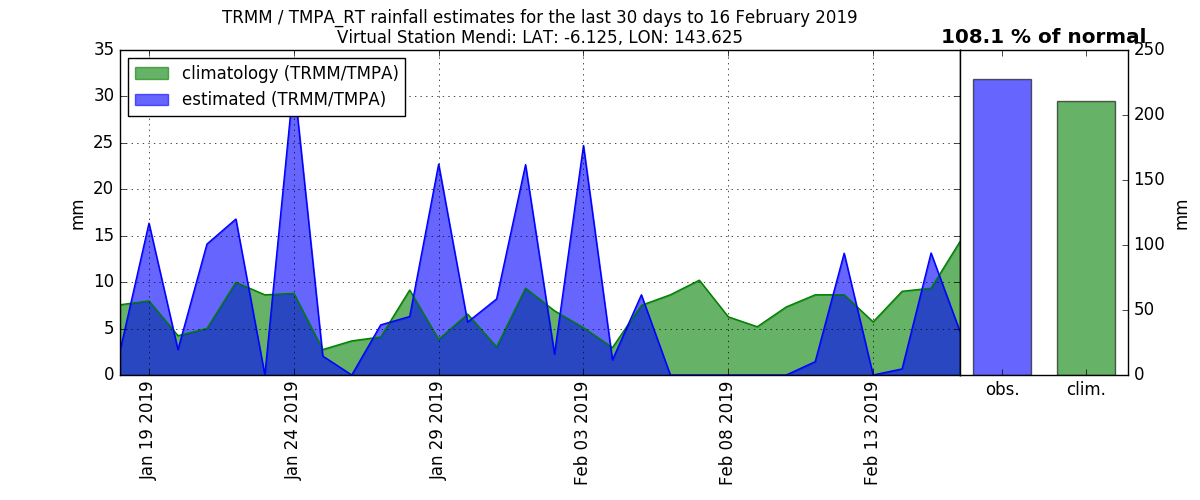 TRMM / TMPA_RT rainfall estimates for the last 30 days to 16 February 2019
Virtual Station Mendi: LAT: -6.125, LON: 143.625
108.1 % of normal
climatology (TRMM/TMPA)
estimated (TRMM/TMPA)
35
30
25
20
15
10
5
0
mm
Jan 19 2019
Jan 24 2019
Jan 29 2019
Feb 03 2019
Feb 08 2019
Feb 13 2019
250
200
150
100
50
0
mm
obs.
clim.